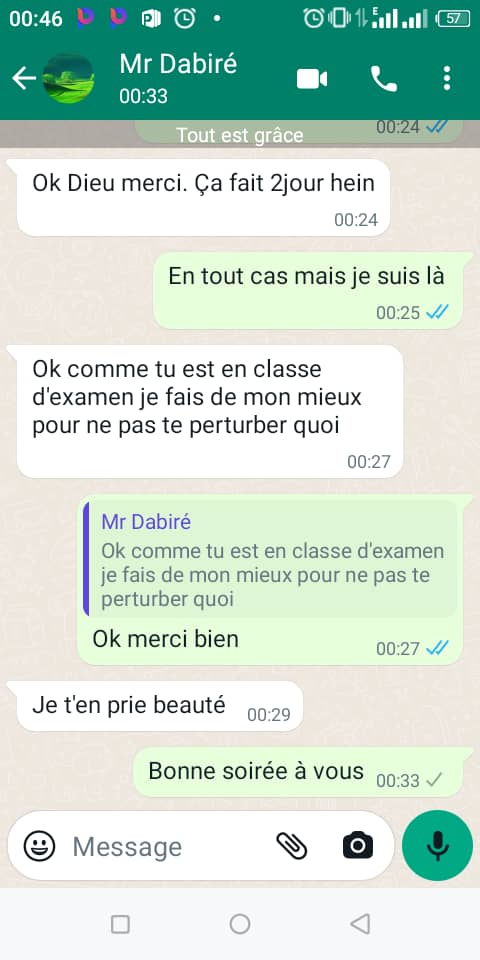 00:46
E
57
Mr Dabiré
00:33
00:24
Tout est grâce
Ok Dieu merci. Ça fait 2jour hein
00:24
En tout cas mais je suis là
00:25
Ok comme tu est en classe
d'examen je fais de mon mieux
pour ne pas te perturber quoi
00:27
Mr Dabiré
Ok comme tu est en classe d'examen
je fais de mon mieux pour ne pas te
perturber quoi
Ok merci bien
00:27
Je t'en prie beauté
00:29
Bonne soirée à vous
00:33
Message